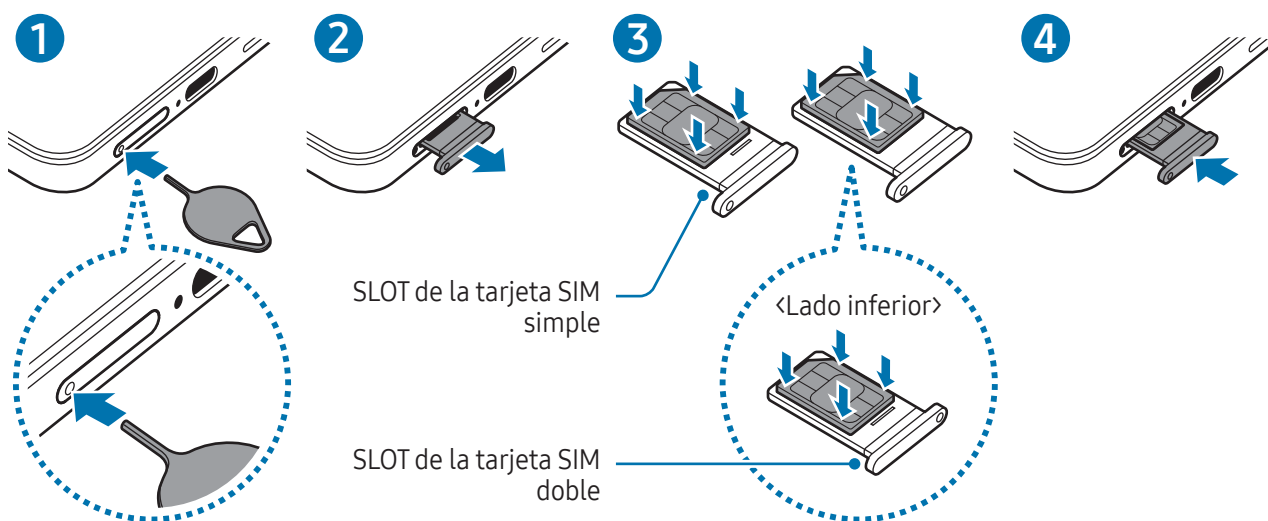 1
2
3
4
SLOT de la tarjeta SIM
simple
<Lado inferior>
SLOT de la tarjeta SIM
doble